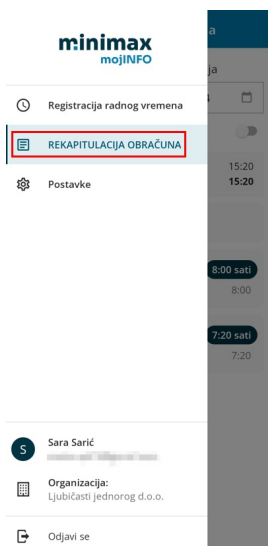 minimax
mojINFO
Registracija radnog vremena
REKAPITULACIJA OBRAČUNA
Postavke
S
Sara Sarić
Organizacija:
Ljubičasti jednorog d.o.o.
Odjavi se
a
ja
15:20
15:20
8:00 sati
8:00
7:20 sati
7:20